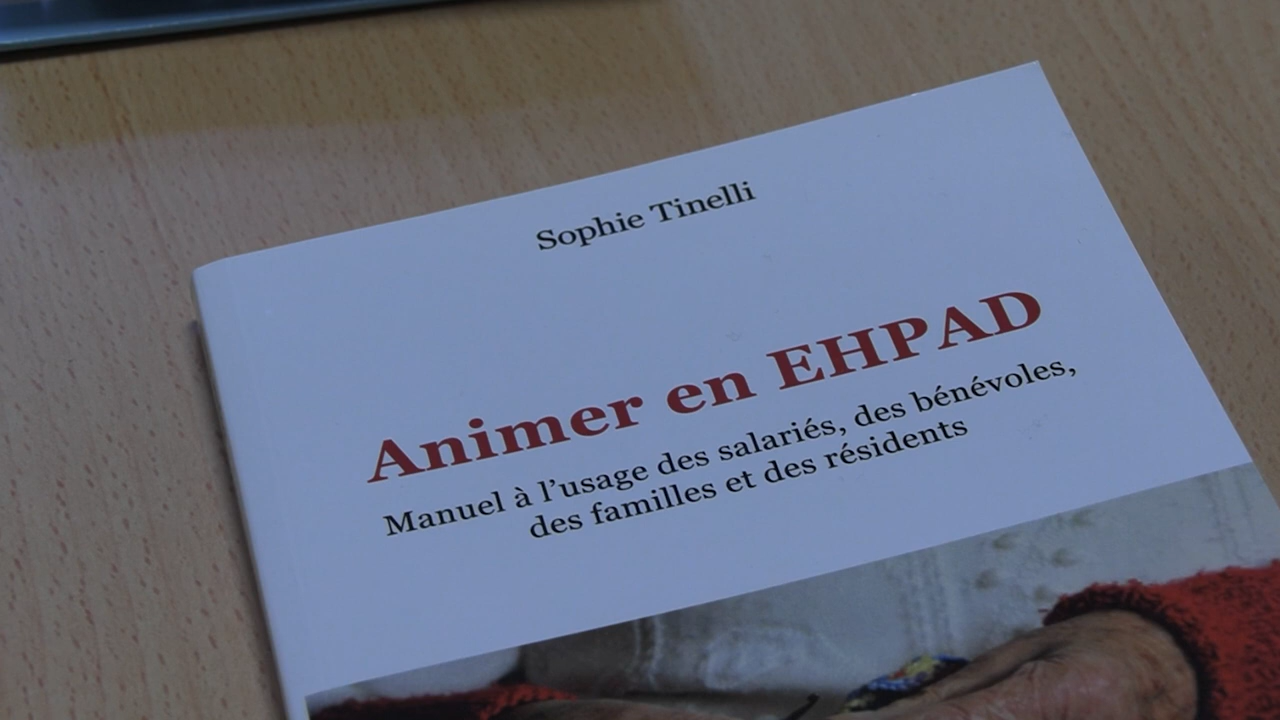 Sophie Tinelli
Animer en EHPAD
Manuel à l’usage des salariés, des bénévoles,
des familles et des résidents